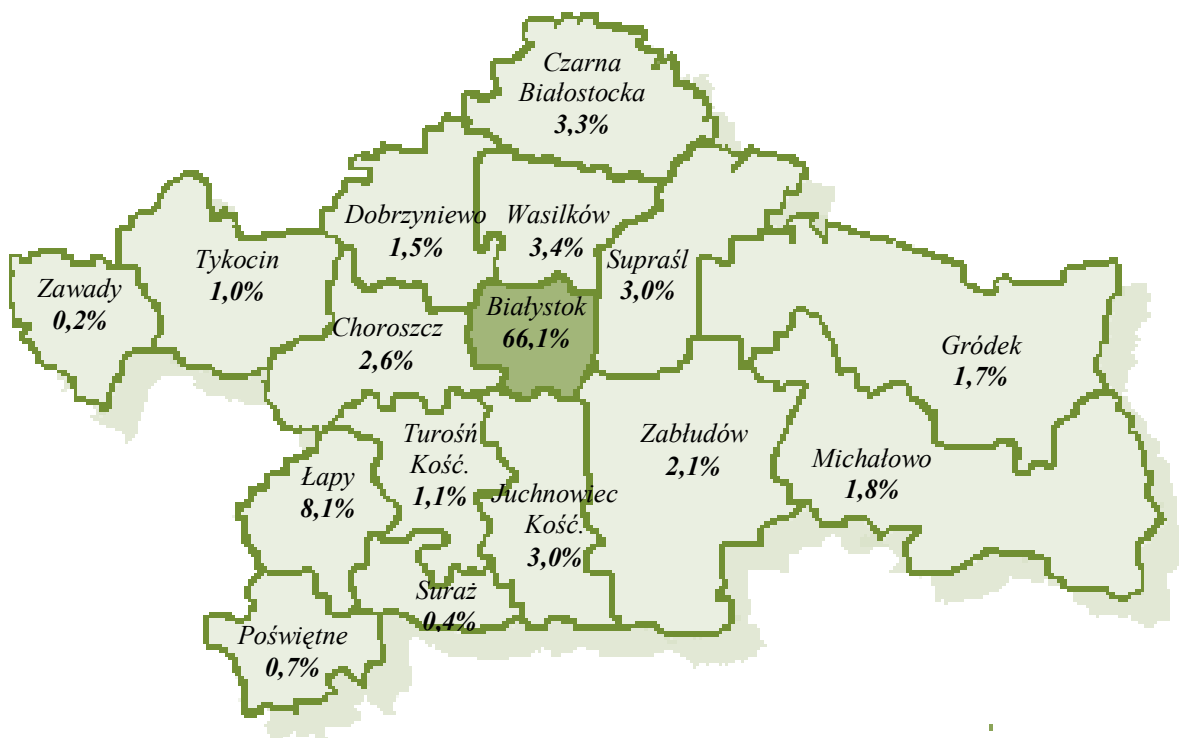 Czarna
Białostocka
3,3%
Dobrzyniewo
1,5%
Wasilków
3,4%
Tykocin
1,0%
Supraśl
3,0%
Zawady
0,2%
Białystok
66,1%
Choroszcz
2,6%
Gródek
1,7%
Turośń
Kość.
1,1%
Zabłudów
2,1%
Michałowo
1,8%
Łapy
8,1%
Juchnowiec
Kość.
3,0%
Suraż
0,4%
Poświętne
0,7%